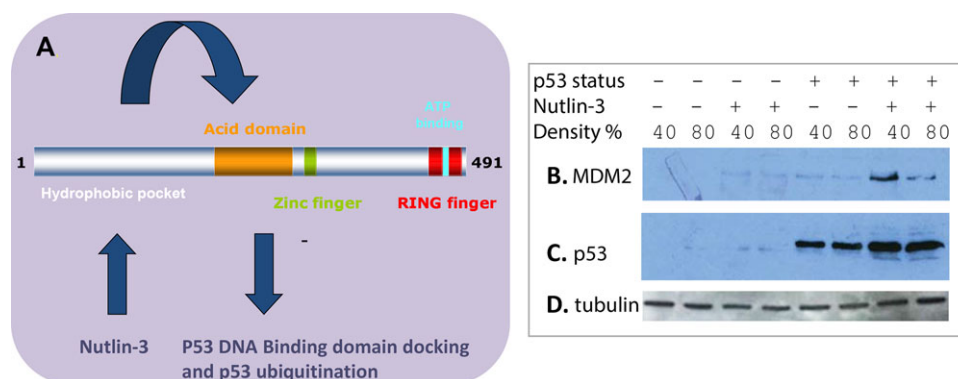 A
ATP
binding
Acid domain
1
491
Hydrophobic pocket
Zinc finger
RING finger
-
Nutlin-3
P53 DNA Binding domain docking
and p53 ubiquitination
p53 status - - - - + + + +
Nutlin-3 - - + + - - + +
Density % 40 80 40 80 40 80 40 80
B. MDM2
C. p53
D. tubulin